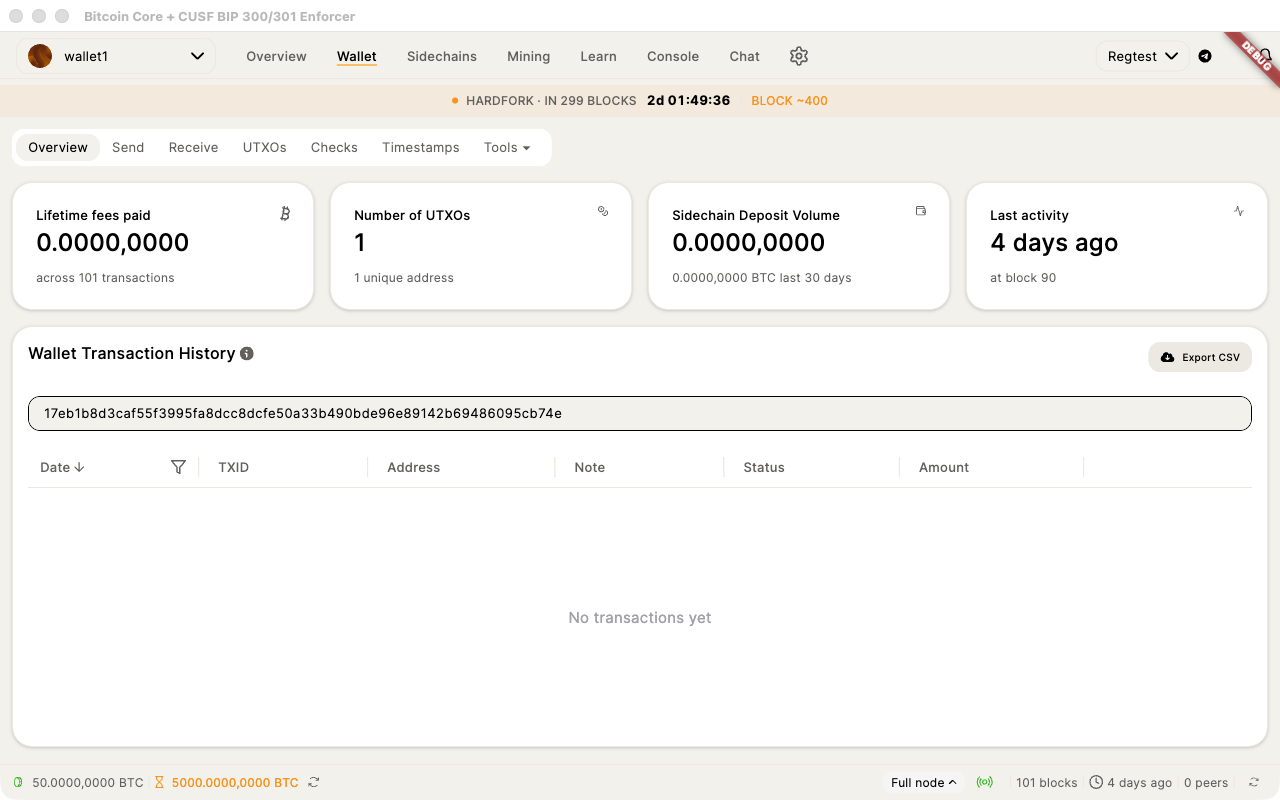 Bitcoin Core + CUSF BIP 300/301 Enforcer
wallet1 Overview Wallet Sidechains Mining Learn Console Chat Regtest
DEBUG
HARDFORK · IN 299 BLOCKS 2d 01:49:36 BLOCK ~400
Overview Send Receive UTXOs Checks Timestamps Tools
Lifetime fees paid
0.0000,0000
across 101 transactions
Number of UTXOs
1
1 unique address
Sidechain Deposit Volume
0.0000,0000
0.0000,0000 BTC last 30 days
Last activity
4 days ago
at block 90
Wallet Transaction History
Export CSV
17eb1b8d3caf55f3995fa8dcc8dcfe50a33b490bde96e89142b69486095cb74e
Date TXID Address Note Status Amount
No transactions yet
50.0000,0000 BTC 5000.0000,0000 BTC Full node 101 blocks 4 days ago 0 peers